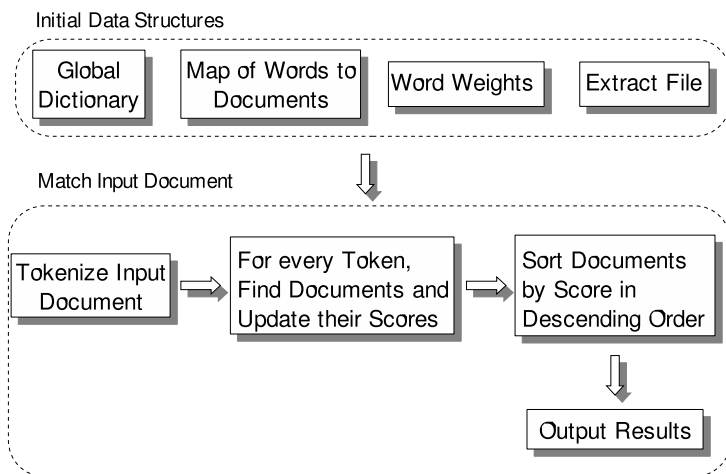 Initial Data Structures
Global
Dictionary
Map of Words to
Documents
Word Weights
Extract File
Match Input Document
Tokenize Input
Document
For every Token,
Find Documents and
Update their Scores
Sort Documents
by Score in
Descending Order
Output Results